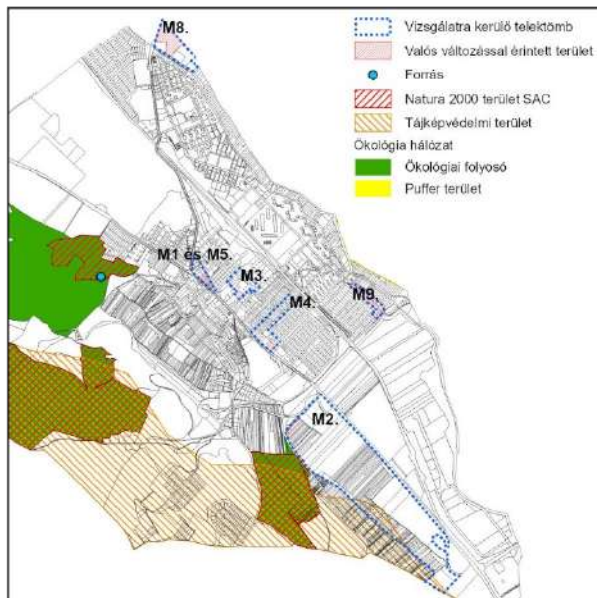 M8.
Vizsgálatra kerülő telektömb
Valós változással érintett terület
Forrás
Natura 2000 terület SAC
Tájképvédelmi terület
Ökológia hálózat
Ökológiai folyosó
Puffer terület
M1 és M5.
M3.
M4.
M9.
M2.